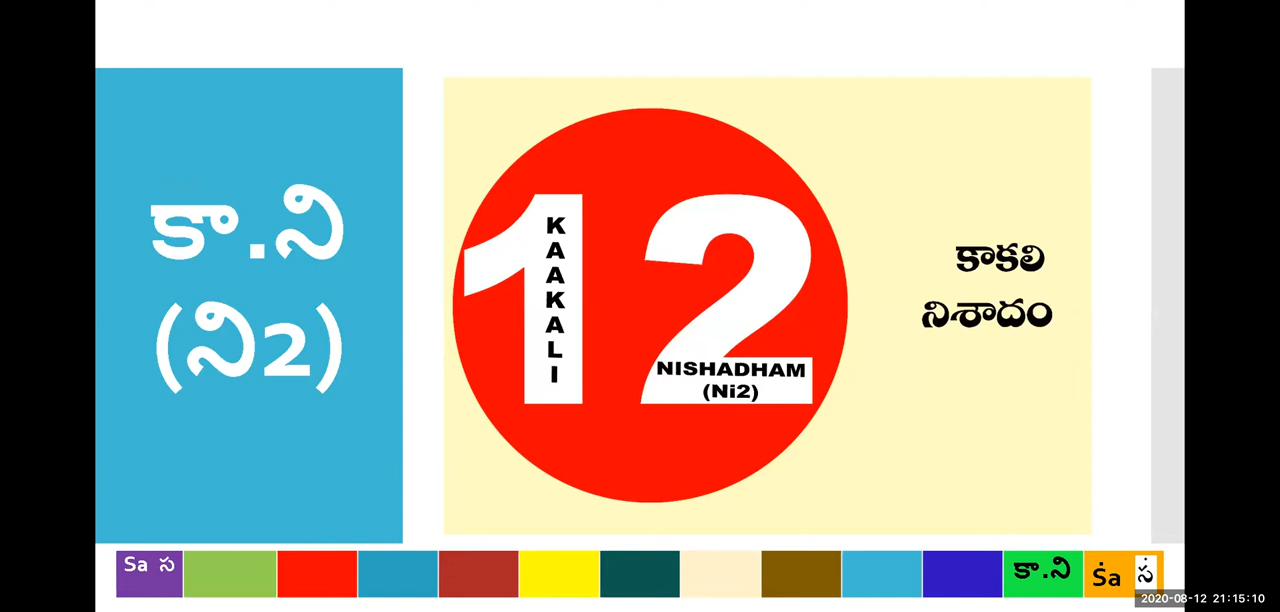 కా.ని
(ని2)
12
KAAKALI
NISHADHAM
(Ni2)
కాకలి
నిశాదం
Sa స
కా.ని
Ṡa స̇
2020-08-12 21:15:10